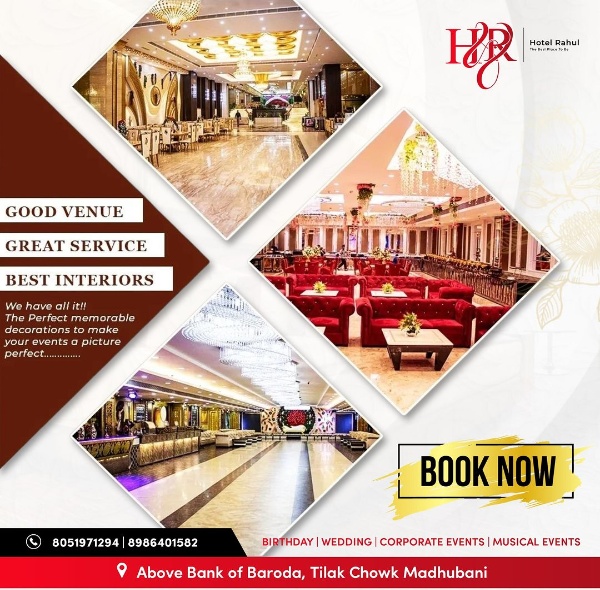 HR
Hotel Rahul
The Best Place To Be
GOOD VENUE
GREAT SERVICE
BEST INTERIORS
We have all it!!
The Perfect memorable
decorations to make
your events a picture
perfect.............
BOOK NOW
8051971294 | 8986401582
BIRTHDAY | WEDDING | CORPORATE EVENTS | MUSICAL EVENTS
Above Bank of Baroda, Tilak Chowk Madhubani